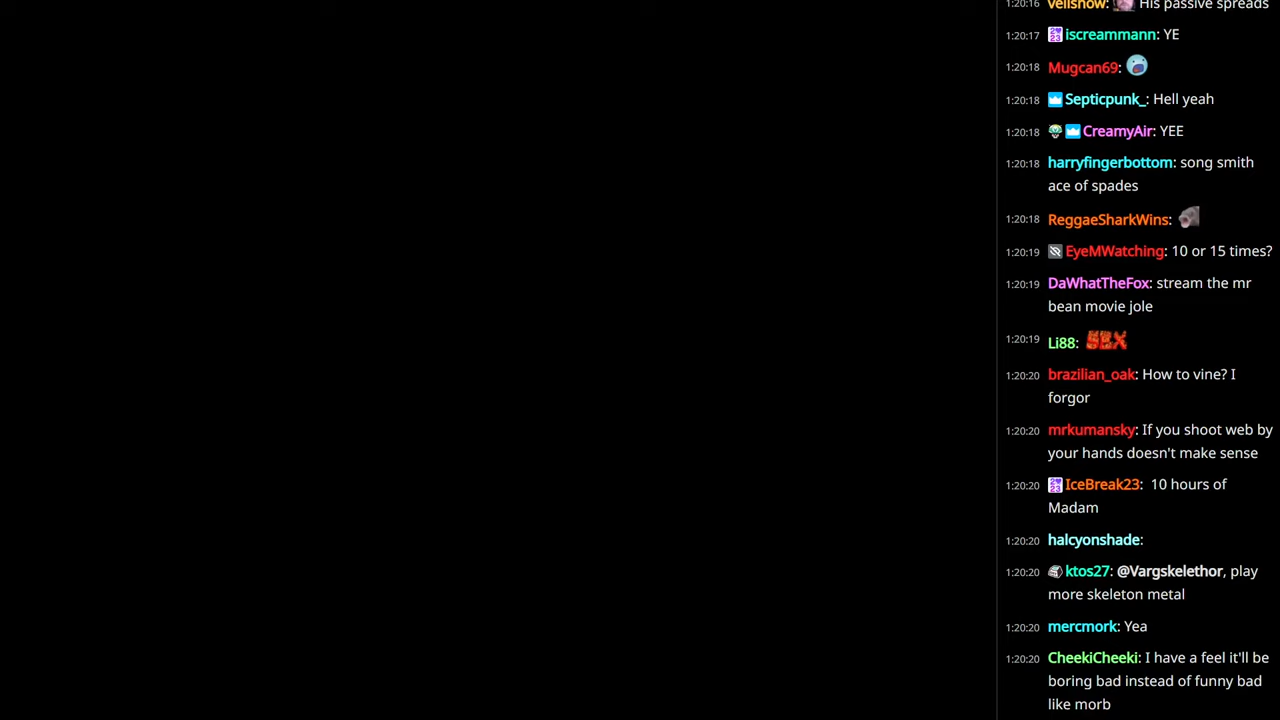 1:20:16 vellshow: His passive spreads
1:20:17 iscreammann: YE
1:20:18 Mugcan69:
1:20:18 Septicpunk_: Hell yeah
1:20:18 CreamyAir: YEE
1:20:18 harryfingerbottom: song smith
ace of spades
1:20:18 ReggaeSharkWins:
1:20:19 EyeMWatching: 10 or 15 times?
1:20:19 DaWhatTheFox: stream the mr
bean movie jole
1:20:19 Li88: SEX
1:20:20 brazilian_oak: How to vine? I
forgor
1:20:20 mrkumansky: If you shoot web by
your hands doesn't make sense
1:20:20 IceBreak23: 10 hours of
Madam
1:20:20 halcyonshade:
1:20:20 ktos27: @Vargskelethor, play
more skeleton metal
1:20:20 mercmork: Yea
1:20:20 CheekiCheeki: I have a feel it'll be
boring bad instead of funny bad
like morb